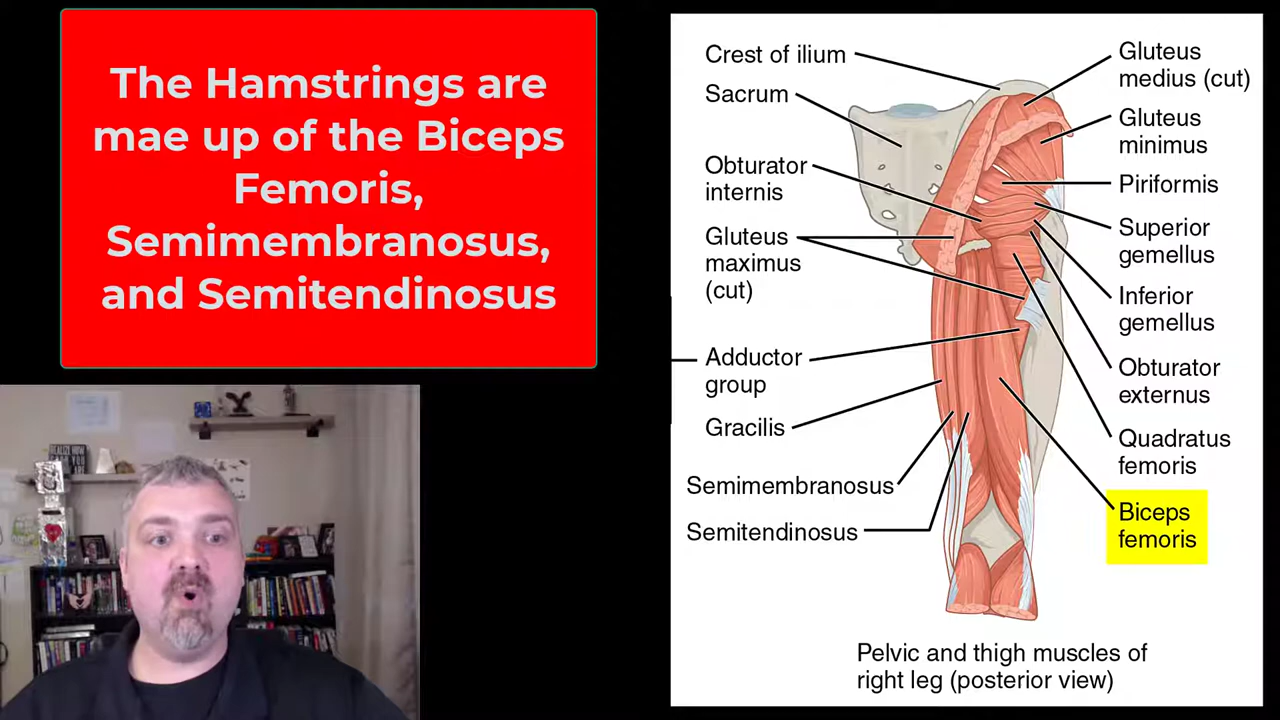 The Hamstrings are
mae up of the Biceps
Femoris,
Semimembranosus,
and Semitendinosus
Crest of ilium
Sacrum
Obturator
internis
Gluteus
maximus
(cut)
Adductor
group
Gracilis
Semimembranosus
Semitendinosus
Gluteus
medius (cut)
Gluteus
minimus
Piriformis
Superior
gemellus
Inferior
gemellus
Obturator
externus
Quadratus
femoris
Biceps
femoris
Pelvic and thigh muscles of
right leg (posterior view)